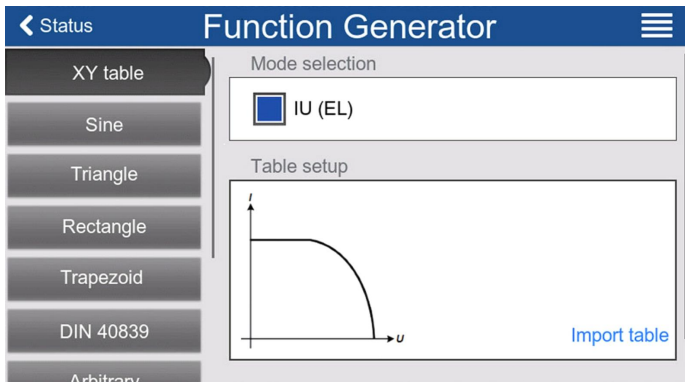 Status
Function Generator
XY table
Sine
Triangle
Rectangle
Trapezoid
DIN 40839
Arbitrary
Mode selection
IU (EL)
Table setup
I
U
Import table